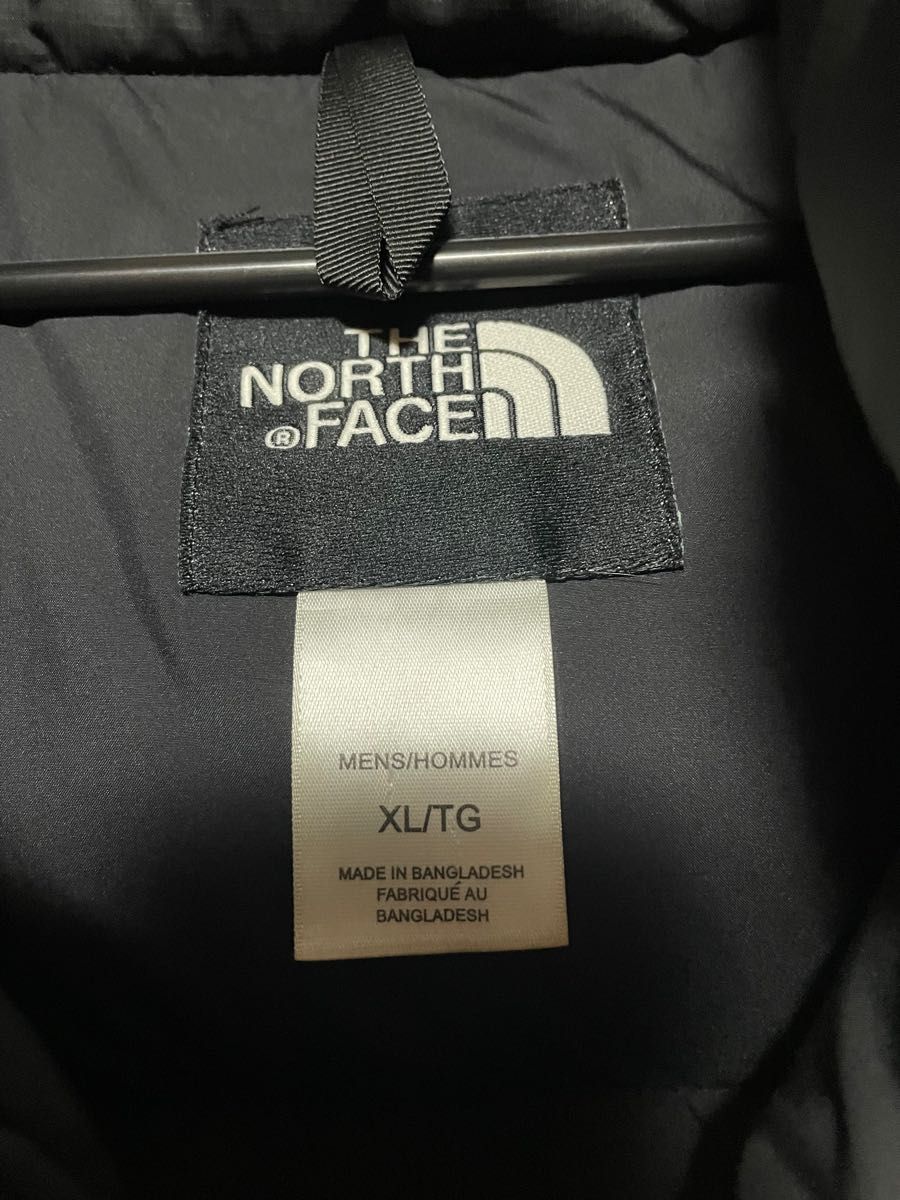 THE
NORTH
®FACE
MENS/HOMMES
XL/TG
MADE IN BANGLADESH
FABRIQUÉ AU
BANGLADESH